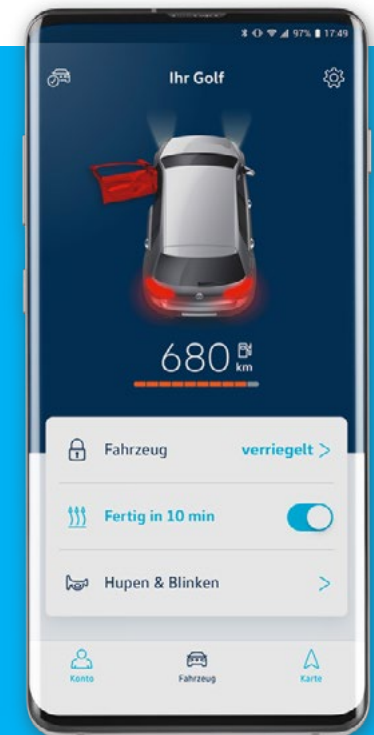 97% 17:49
Ihr Golf
680 km
Fahrzeug verriegelt >
Fertig in 10 min
Hupen & Blinken >
Konto Fahrzeug Karte